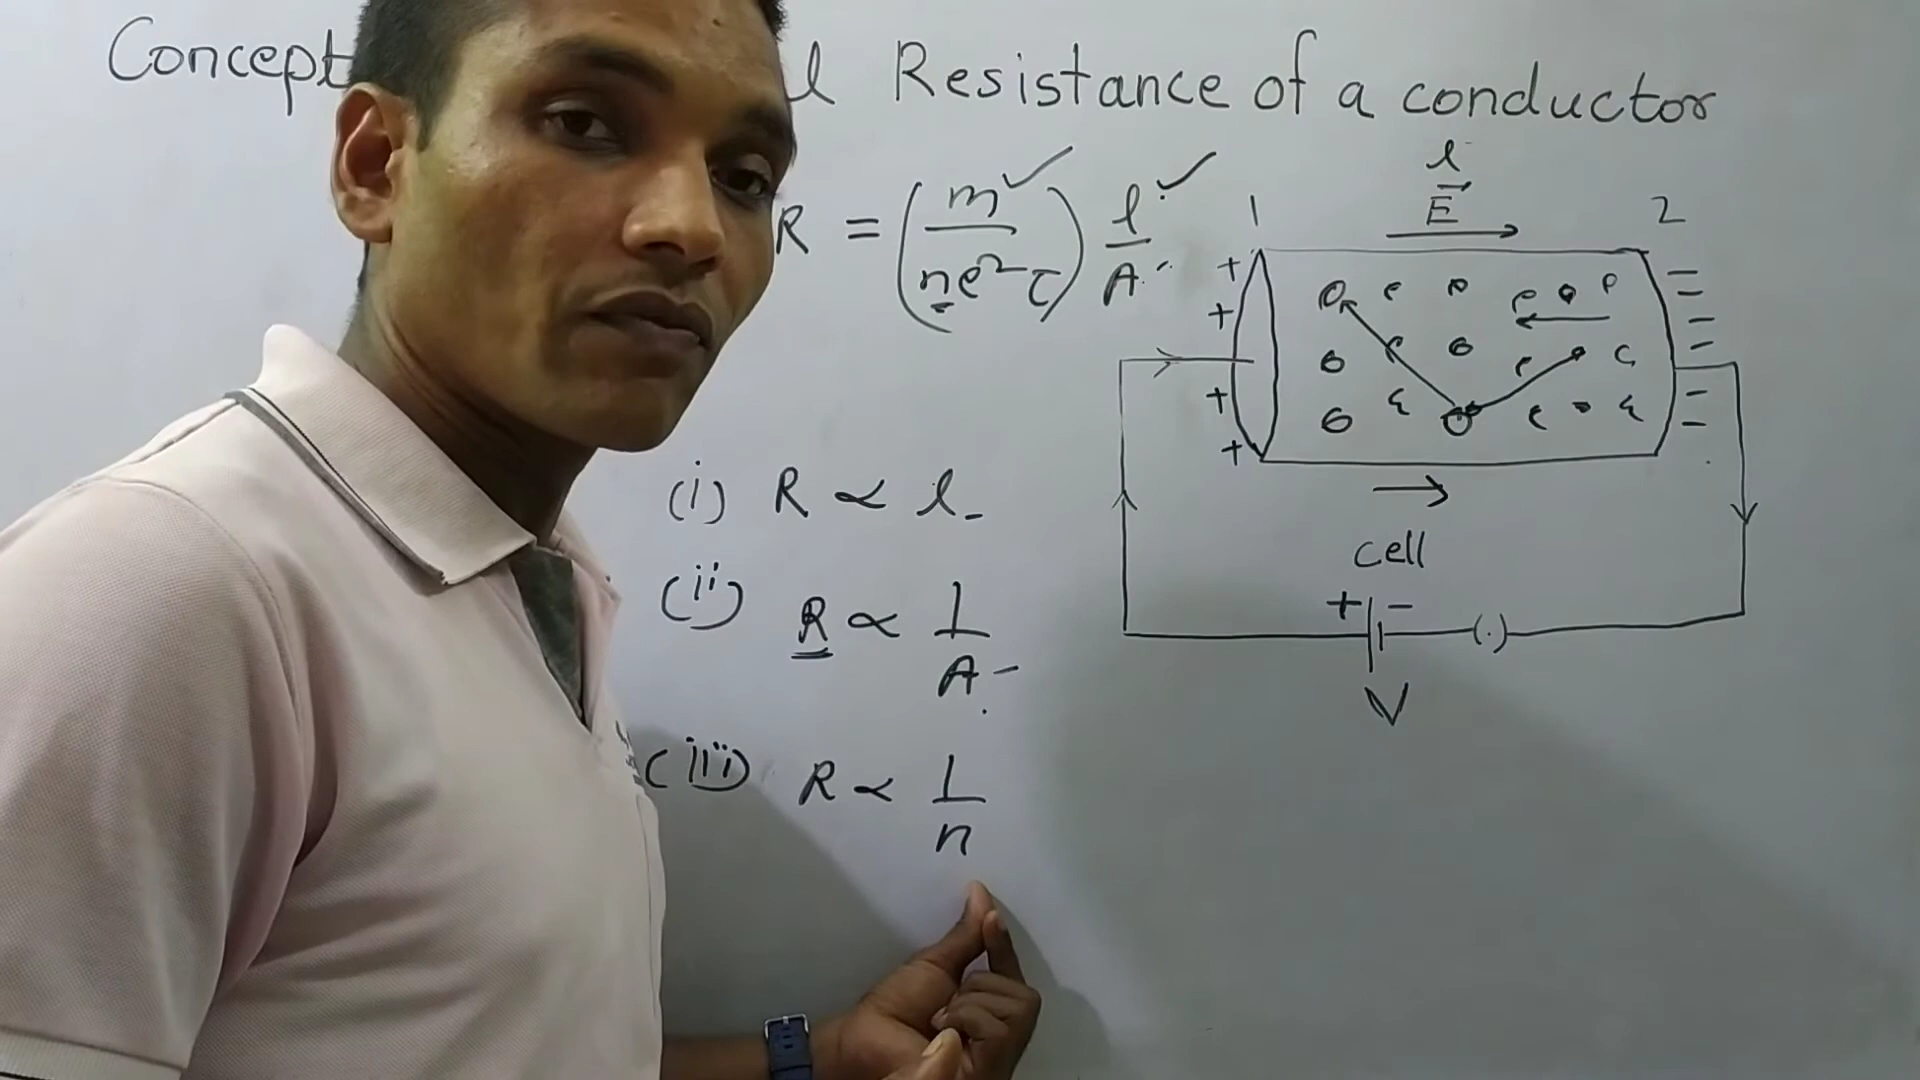 Concept l Resistance of a conductor
R = (m/ne²τ) l/A
l
E
1 2
+ + + +
− − − − − −
(i) R ∝ l
(ii) R ∝ 1/A
(iii) R ∝ 1/n
cell
+ −
(.)
V